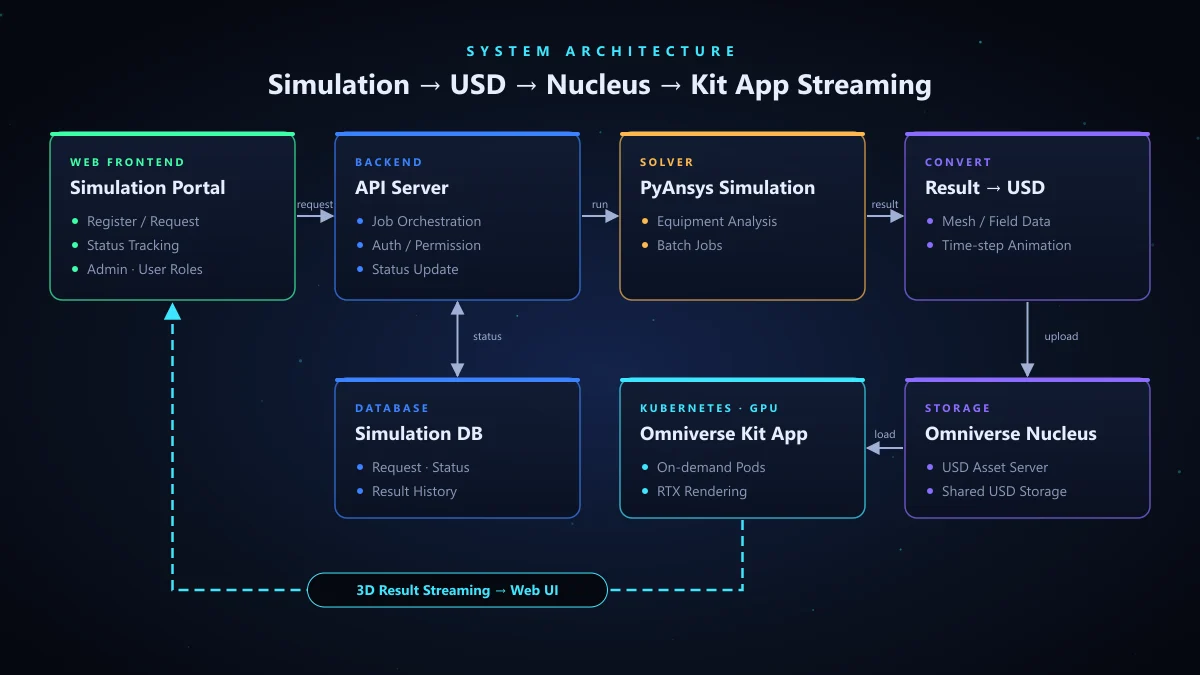 SYSTEM ARCHITECTURE
Simulation → USD → Nucleus → Kit App Streaming
WEB FRONTEND
Simulation Portal
Register / Request
Status Tracking
Admin · User Roles
request
BACKEND
API Server
Job Orchestration
Auth / Permission
Status Update
run
SOLVER
PyAnsys Simulation
Equipment Analysis
Batch Jobs
result
CONVERT
Result → USD
Mesh / Field Data
Time-step Animation
status
upload
DATABASE
Simulation DB
Request · Status
Result History
KUBERNETES · GPU
Omniverse Kit App
On-demand Pods
RTX Rendering
load
STORAGE
Omniverse Nucleus
USD Asset Server
Shared USD Storage
3D Result Streaming → Web UI